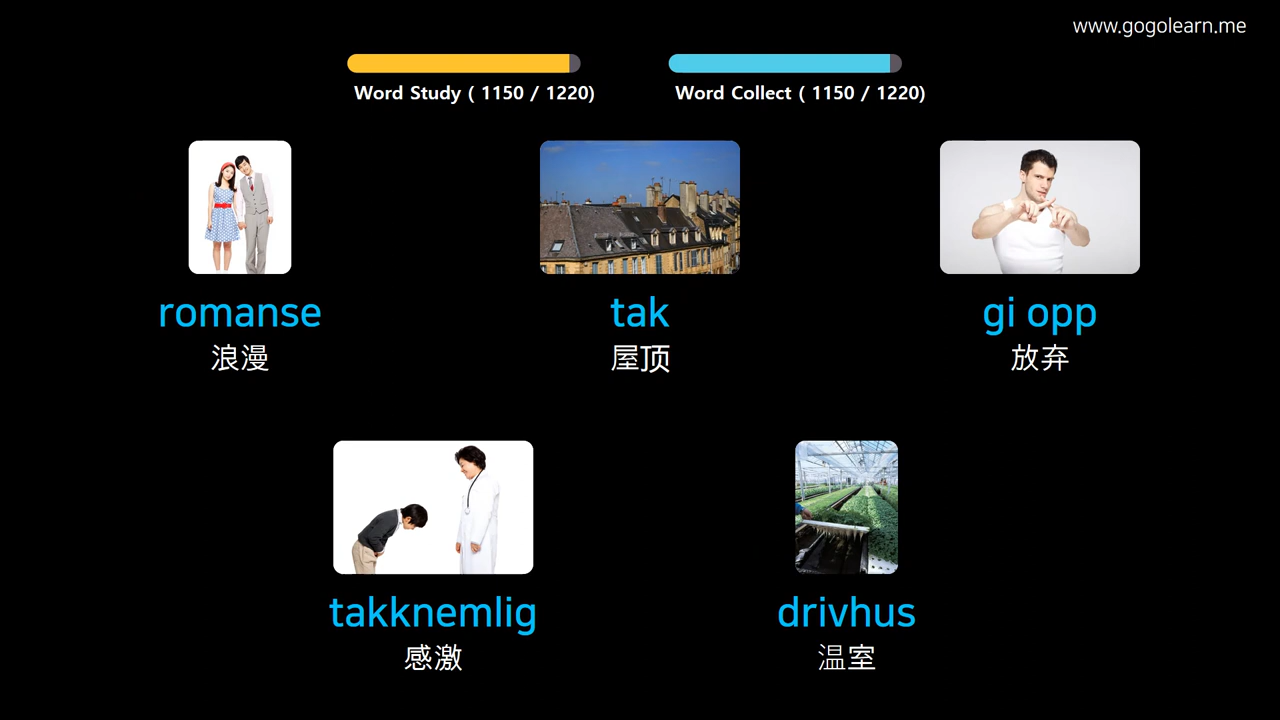 www.gogolearn.me
Word Study ( 1150 / 1220)
Word Collect ( 1150 / 1220)
romanse
浪漫
tak
屋顶
gi opp
放弃
takknemlig
感激
drivhus
温室